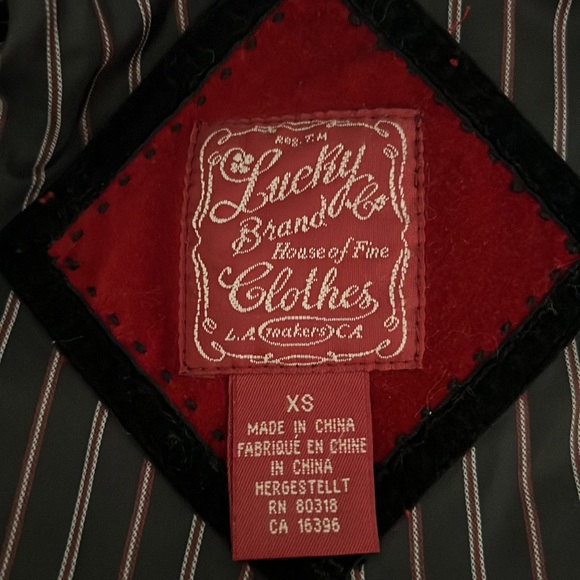 Reg. T.M
Lucky
Brand & Co
House of Fine
Clothes
L.A makers CA
XS
MADE IN CHINA
FABRIQUÉ EN CHINE
IN CHINA
HERGESTELLT
RN 80318
CA 16396